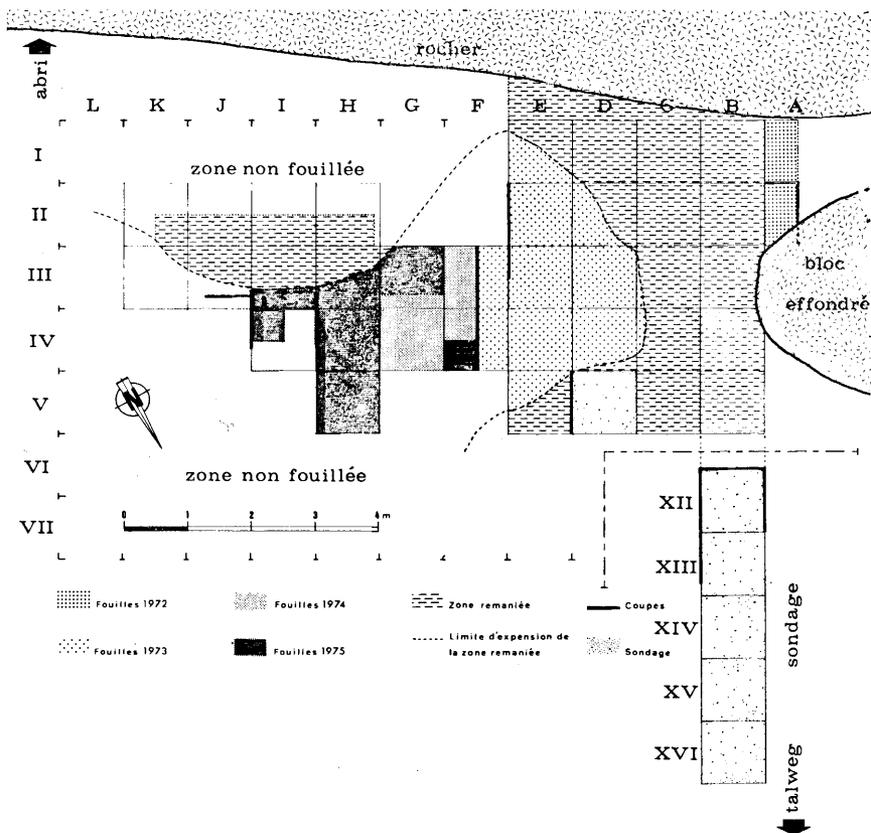 rocher
abri
L K J I H G F E D C B A
I
zone non fouillée
II
III
bloc
effondré
IV
V
VI
zone non fouillée
VII
0 1 2 3 4 m
XII
XIII
XIV
XV
XVI
sondage
talweg
Fouilles 1972
Fouilles 1974
Zone remaniée
Coupes
Fouilles 1973
Fouilles 1975
Limite d'expension de
la zone remaniée
Sondage